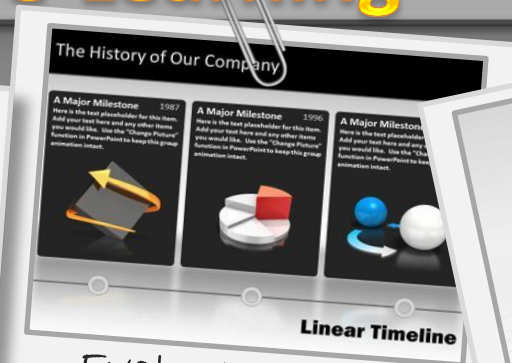 e-Learning
The History of Our Company
A Major Milestone 1987
Here is the text placeholder for this item.
Add your text here and any other items
you would like. Use the "Change Picture"
function in PowerPoint to keep this group
animation intact.
A Major Milestone 1996
Here is the text placeholder for this item.
Add your text here and any other items
you would like. Use the "Change Picture"
function in PowerPoint to keep this group
animation intact.
A Major Mileston
Here is the text placeholder
Add your text here and any
you would like. Use the "Cha
function in PowerPoint to kee
animation intact.
Linear Timeline